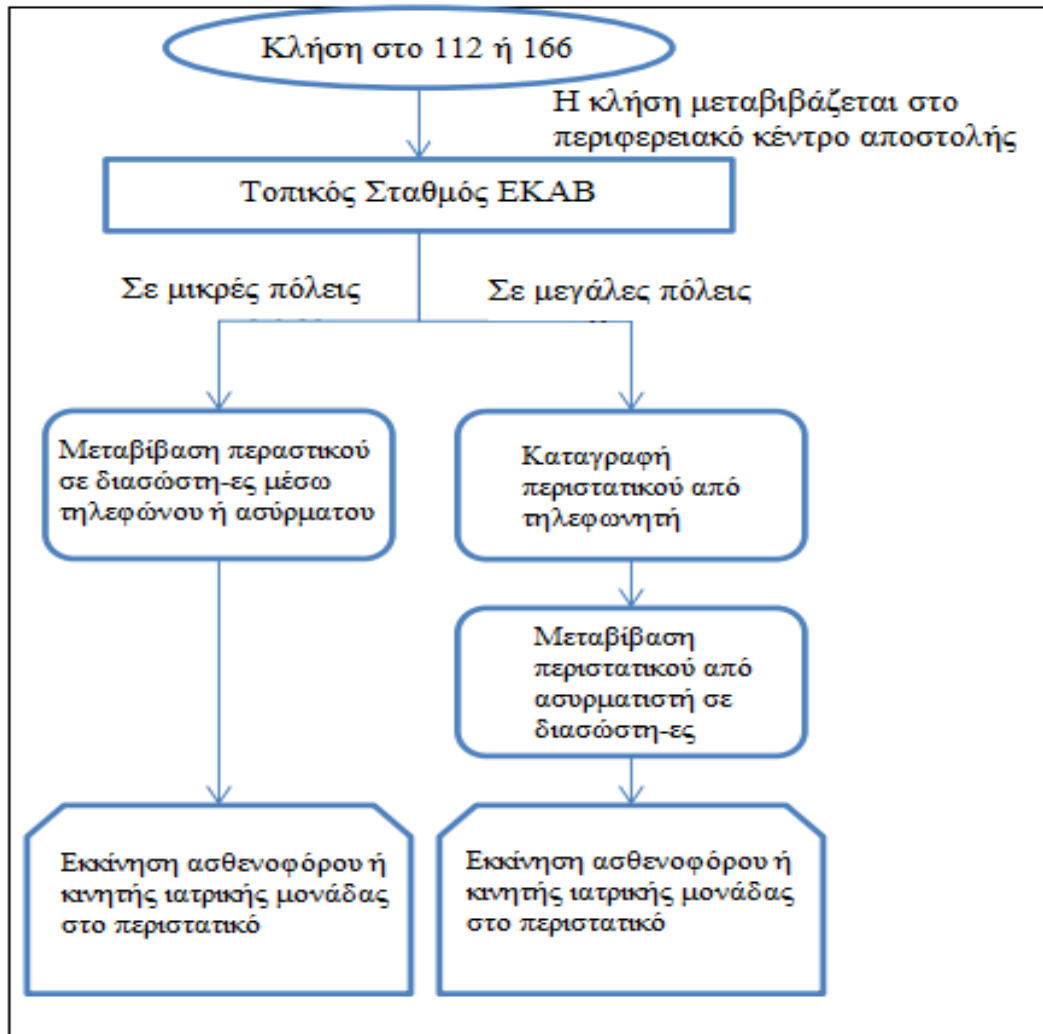 Κλήση στο 112 ή 166
Η κλήση μεταβιβάζεται στο
περιφερειακό κέντρο αποστολής
Τοπικός Σταθμός ΕΚΑΒ
Σε μικρές πόλεις
Σε μεγάλες πόλεις
Μεταβίβαση περαστικού
σε διασώστη-ες μέσω
τηλεφώνου ή ασύρματου
Καταγραφή
περιστατικού από
τηλεφωνητή
Μεταβίβαση
περιστατικού από
ασυρματιστή σε
διασώστη-ες
Εκκίνηση ασθενοφόρου ή
κινητής ιατρικής μονάδας
στο περιστατικό
Εκκίνηση ασθενοφόρου ή
κινητής ιατρικής μονάδας
στο περιστατικό